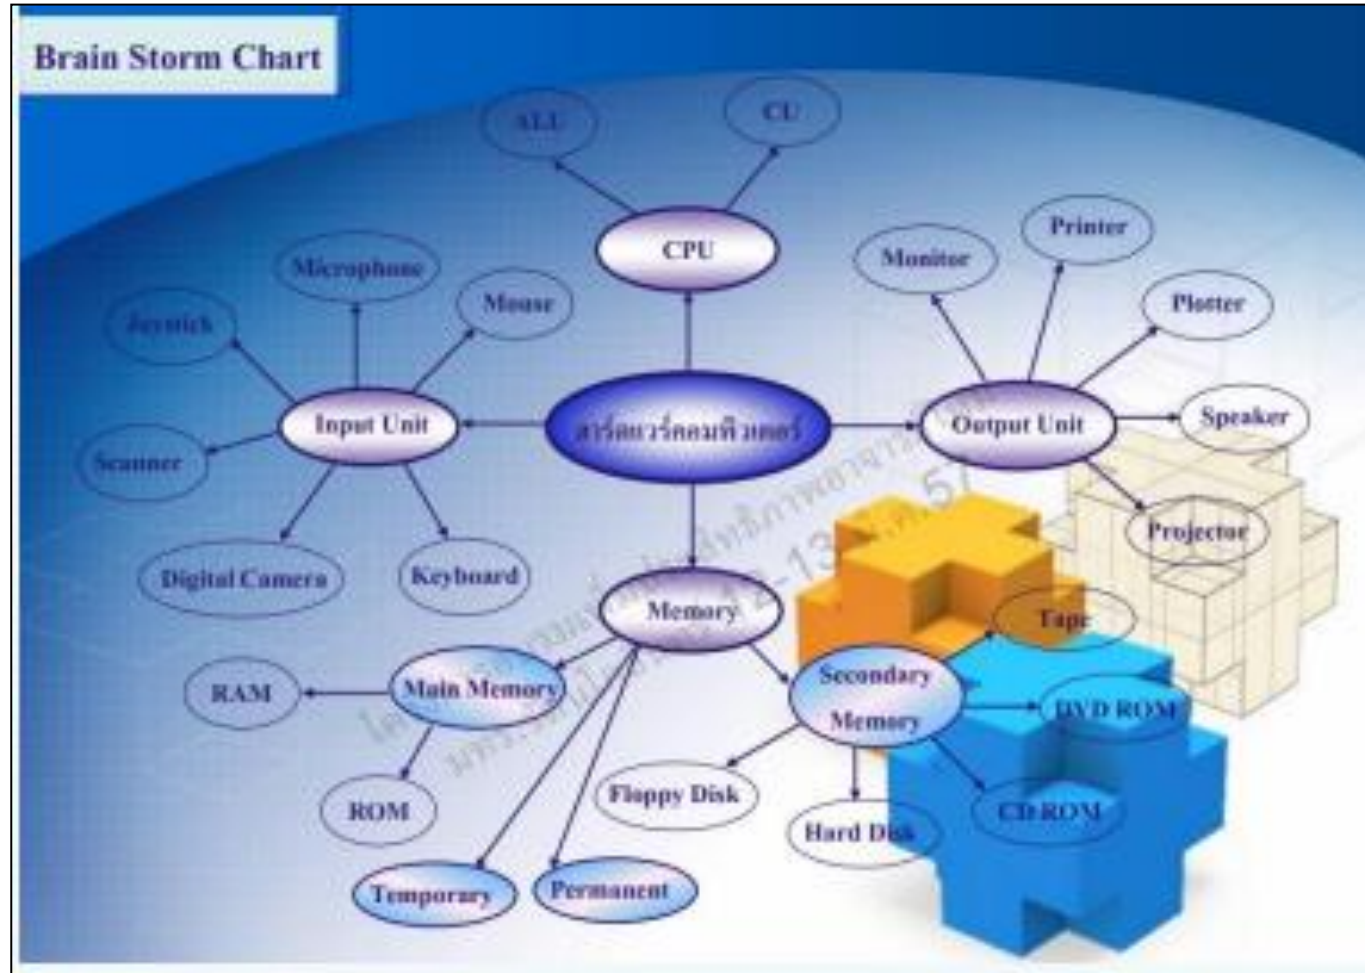 Brain Storm Chart
ALU
CU
CPU
Microphone
Mouse
Joystick
Input Unit
Scanner
Digital Camera
Keyboard
Monitor
Printer
Plotter
ฮาร์ดแวร์คอมพิวเตอร์
Output Unit
Speaker
Projector
Memory
Main Memory
RAM
ROM
Temporary
Permanent
Secondary
Memory
Tape
DVD ROM
CD-ROM
Hard Disk
Floppy Disk